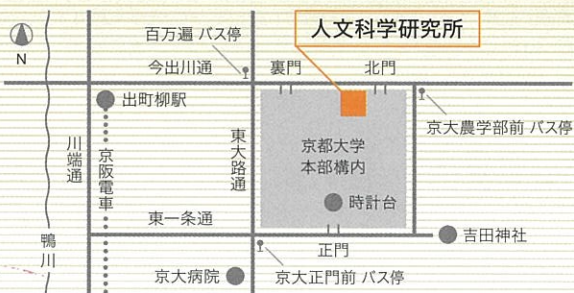 人文科学研究所
百万遍 バス停
N
今出川通
裏門
北門
出町柳駅
京大農学部前 バス停
川端通
京阪電車
東大路通
京都大学
本部構内
時計台
東一条通
鴨川
正門
吉田神社
京大病院
京大正門前 バス停